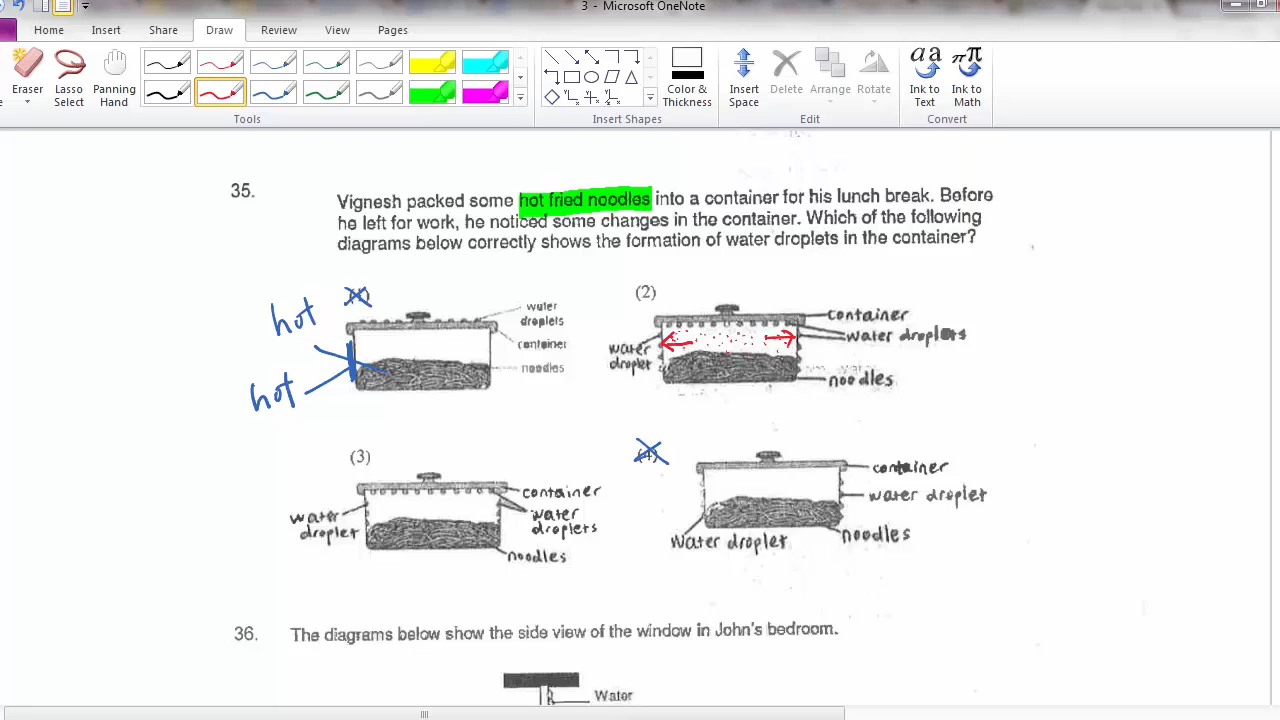 3 - Microsoft OneNote
Home Insert Share Draw Review View Pages
Eraser
Lasso Select
Panning Hand
Color & Thickness
Insert Space
Delete
Arrange
Rotate
Ink to Text
Ink to Math
Tools
Insert Shapes
Edit
Convert
35. Vignesh packed some hot fried noodles into a container for his lunch break. Before
he left for work, he noticed some changes in the container. Which of the following
diagrams below correctly shows the formation of water droplets in the container?
hot
hot
water
droplets
container
noodles
(2)
container
water droplets
water
droplet
noodles
(3)
container
water
droplets
water
droplet
noodles
(4)
container
water droplet
Water droplet
noodles
36. The diagrams below show the side view of the window in John's bedroom.
Water